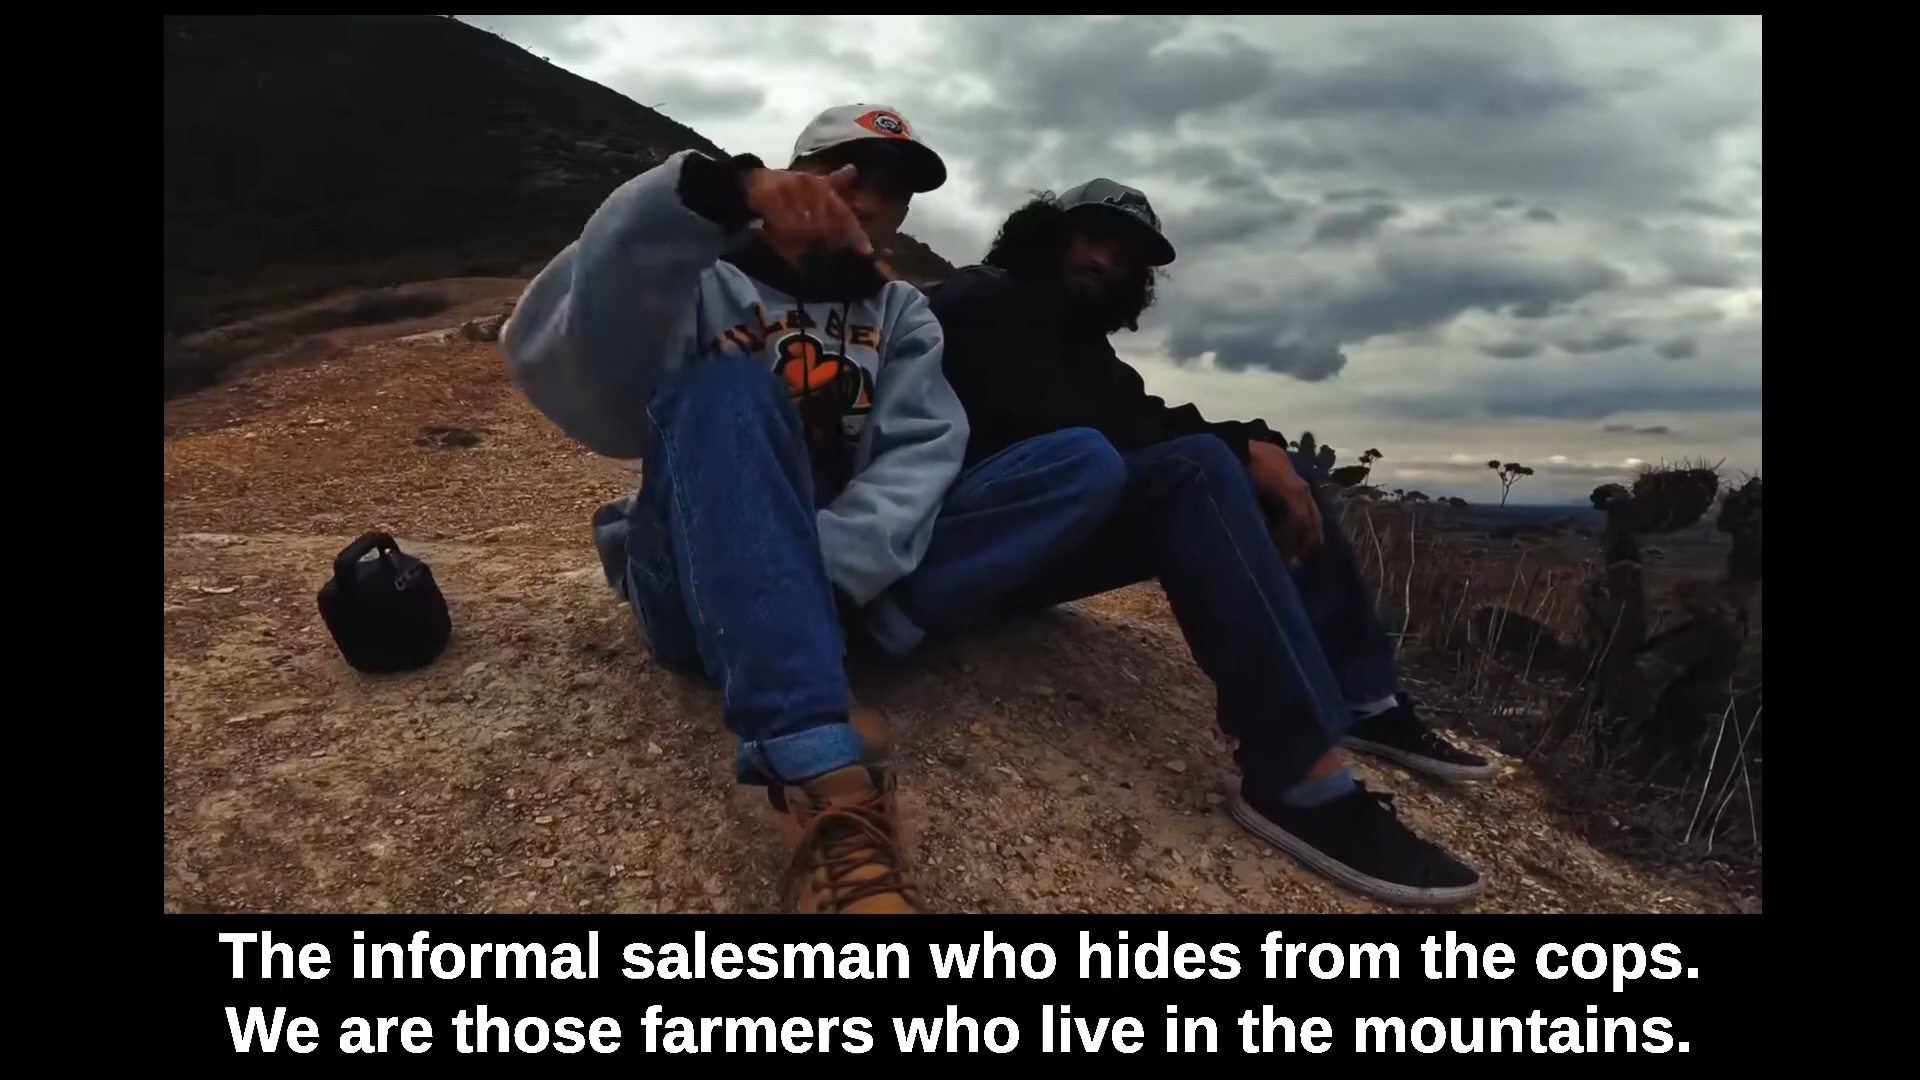 The informal salesman who hides from the cops.
We are those farmers who live in the mountains.